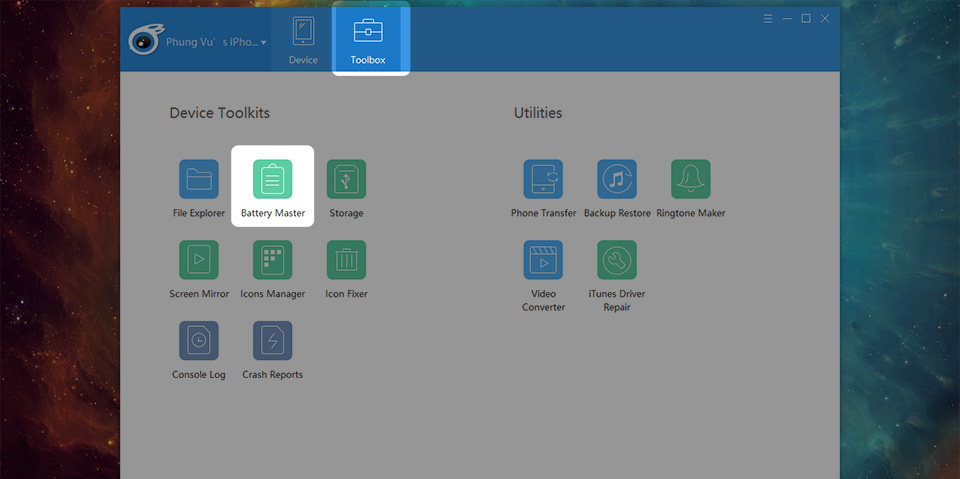 Phung Vu's iPho...
Device
Toolbox
Device Toolkits
Utilities
File Explorer
Battery Master
Storage
Phone Transfer
Backup Restore
Ringtone Maker
Screen Mirror
Icons Manager
Icon Fixer
Video
Converter
iTunes Driver
Repair
Console Log
Crash Reports